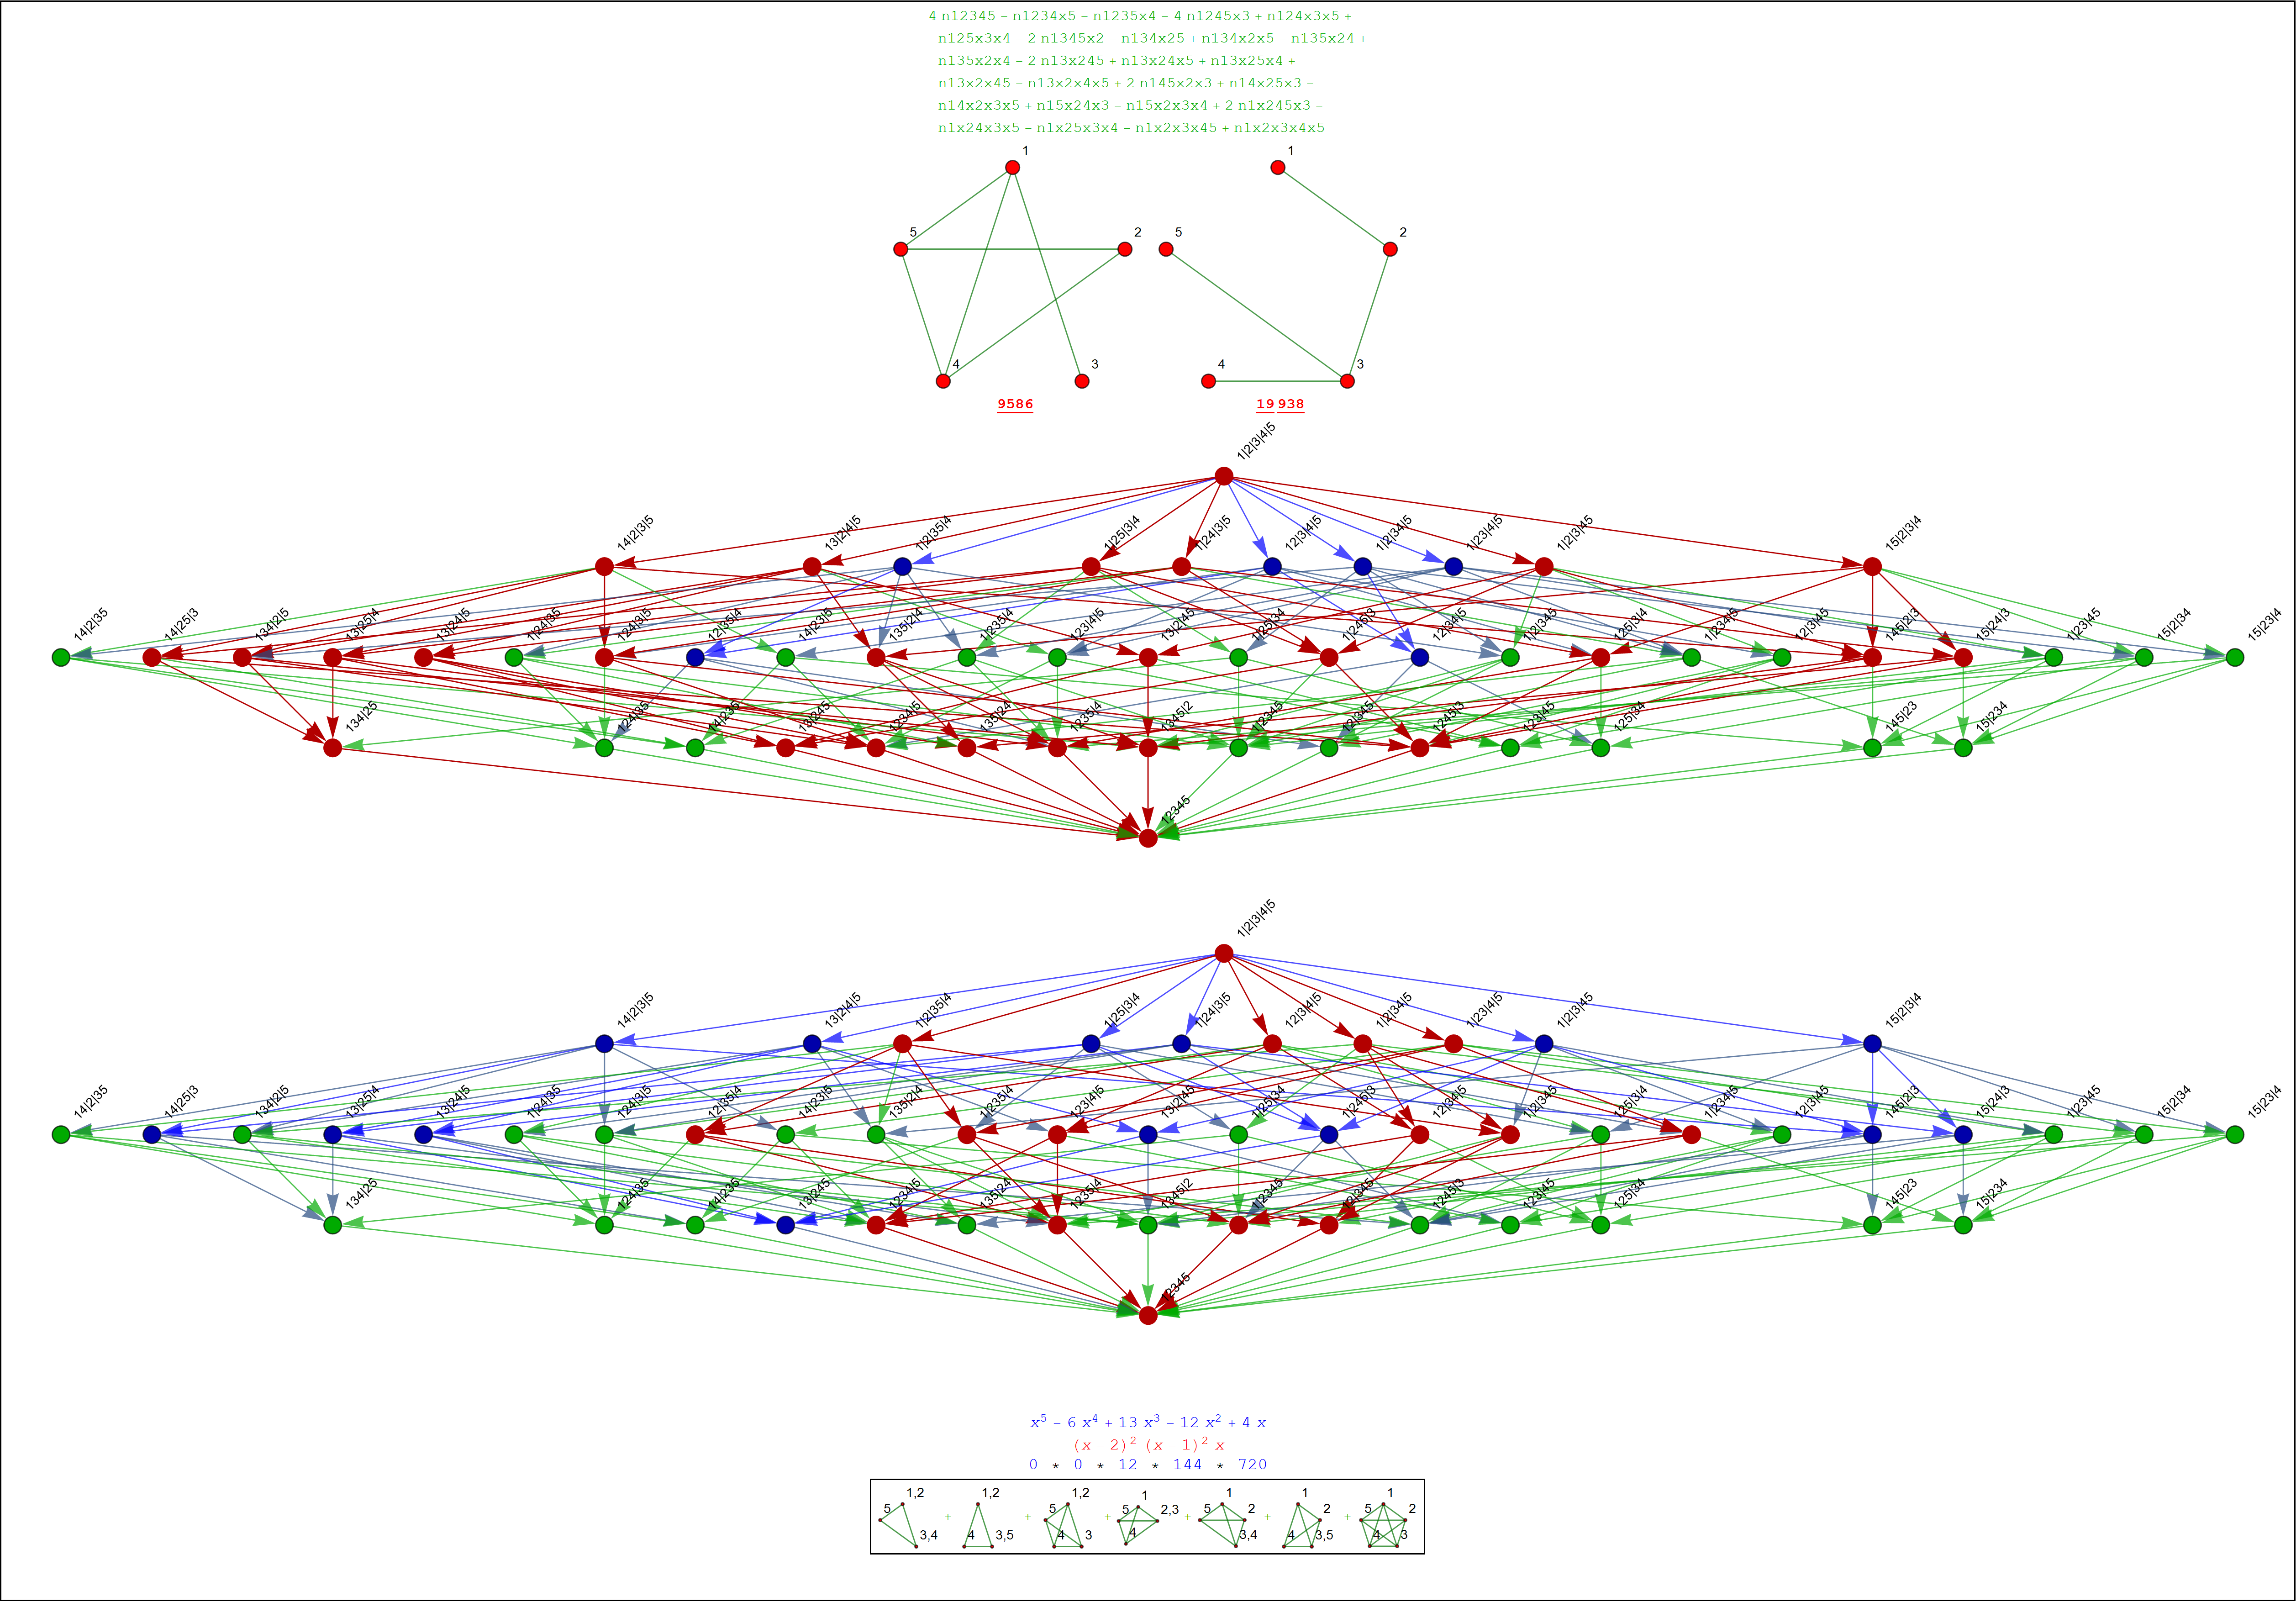 4 n12345 – n1234x5 – n1235x4 – 4 n1245x3 + n124x3x5 +
n125x3x4 – 2 n1345x2 – n134x25 + n134x2x5 – n135x24 +
n135x2x4 – 2 n13x245 + n13x24x5 + n13x25x4 +
n13x2x45 – n13x2x4x5 + 2 n145x2x3 + n14x25x3 –
n14x2x3x5 + n15x24x3 – n15x2x3x4 + 2 n1x245x3 –
n1x24x3x5 – n1x25x3x4 – n1x2x3x45 + n1x2x3x4x5
1 1
5 2 5 2
4 3 4 3
9586 19 938
1|2|3|4|5
14|2|3|5 13|2|4|5 1|2|35|4 1|25|3|4 1|24|3|5 12|3|4|5 1|2|34|5 1|23|4|5 1|2|3|45 15|2|3|4
14|2|35 14|25|3 134|2|5 13|25|4 13|24|5 1|24|35 124|3|5 12|35|4 14|23|5 135|2|4 1|235|4 123|4|5 13|2|45 1|25|34 1|245|3 12|34|5 1|2|345 125|3|4 1|234|5 12|3|45 145|2|3 15|24|3 1|23|45 15|2|34 15|23|4
134|25 124|35 14|235 13|245 1234|5 135|24 1235|4 1345|2 1|2345 12|345 1245|3 123|45 125|34 145|23 15|234
12345
1|2|3|4|5
14|2|3|5 13|2|4|5 1|2|35|4 1|25|3|4 1|24|3|5 12|3|4|5 1|2|34|5 1|23|4|5 1|2|3|45 15|2|3|4
14|2|35 14|25|3 134|2|5 13|25|4 13|24|5 1|24|35 124|3|5 12|35|4 14|23|5 135|2|4 1|235|4 123|4|5 13|2|45 1|25|34 1|245|3 12|34|5 1|2|345 125|3|4 1|234|5 12|3|45 145|2|3 15|24|3 1|23|45 15|2|34 15|23|4
134|25 124|35 14|235 13|245 1234|5 135|24 1235|4 1345|2 1|2345 12|345 1245|3 123|45 125|34 145|23 15|234
12345
x⁵ – 6 x⁴ + 13 x³ – 12 x² + 4 x
(x – 2)² (x – 1)² x
0 * 0 * 12 * 144 * 720
1,2 1,2 1,2 1 1 1 1
5 + + 5 + 5 2,3 + 5 2 + 2 + 5 2
3,4 4 3,5 4 3 4 3,4 4 3,5 4 3